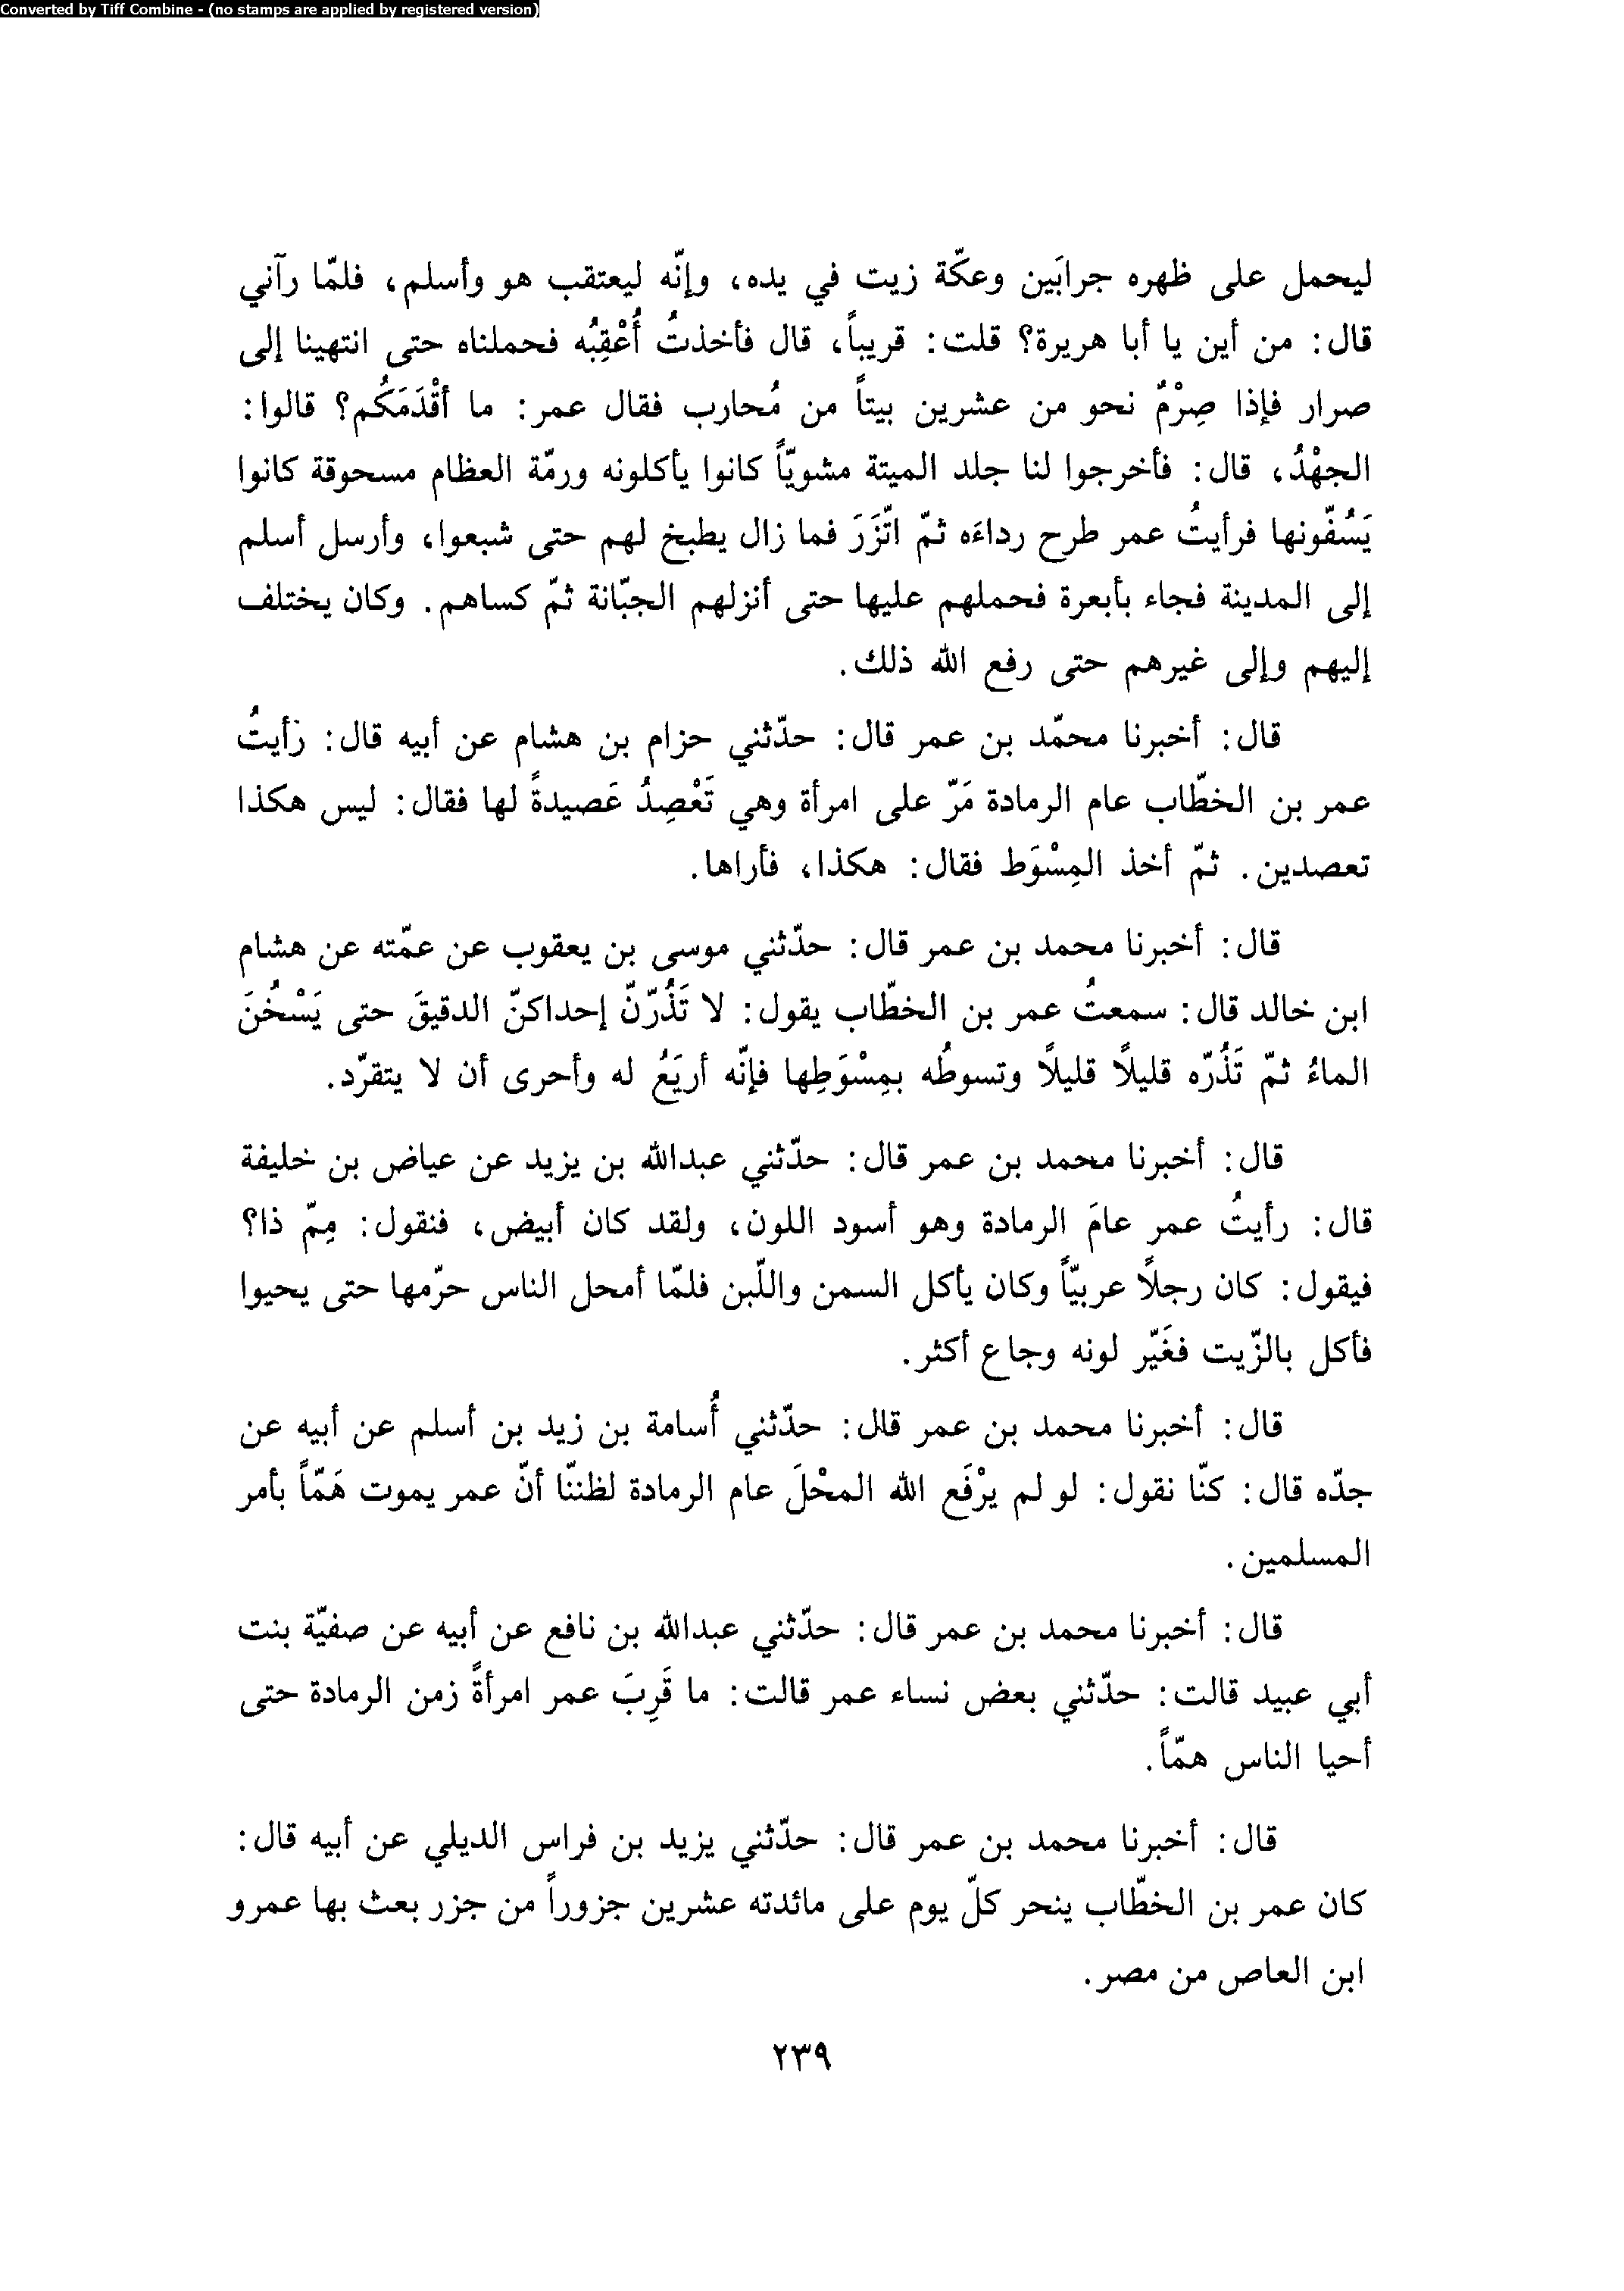 Converted by Tiff Combine - (no stamps are applied by registered version)
ليحمل على ظهره جرابَين وعكّة زيت في يده، وإنّه ليعتقب هو وأسلم، فلمّا رآني
قال: من أين يا أبا هريرة؟ قلت: قريباً، قال فأخذتُ أُعْقِبُه فحملناه حتى انتهينا إلى
صرار فإذا صِرْمٌ نحو من عشرين بيتاً من مُحارب فقال عمر: ما أقْدَمَكُم؟ قالوا:
الجهْدُ، قال: فأخرجوا لنا جلد الميتة مشويّاً كانوا يأكلونه ورمّة العظام مسحوقة كانوا
يَسُفّونها فرأيتُ عمر طرح رداءَه ثمّ اتّزَرَ فما زال يطبخ لهم حتى شبعوا، وأرسل أسلم
إلى المدينة فجاء بأبعرة فحملهم عليها حتى أنزلهم الجبّانة ثمّ كساهم. وكان يختلف
إليهم وإلى غيرهم حتى رفع الله ذلك.
قال: أخبرنا محمّد بن عمر قال: حدّثني حزام بن هشام عن أبيه قال: رأيتُ
عمر بن الخطّاب عام الرمادة مَرّ على امرأة وهي تَعْصِدُ عَصيدةً لها فقال: ليس هكذا
تعصدين. ثمّ أخذ المِسْوَط فقال: هكذا، فأراها.
قال: أخبرنا محمد بن عمر قال: حدّثني موسى بن يعقوب عن عمّته عن هشام
ابن خالد قال: سمعتُ عمر بن الخطّاب يقول: لا تَذُرّنّ إحداكنّ الدقيقَ حتى يَسْخُنَ
الماءُ ثمّ تَذُرّه قليلًا قليلًا وتسوطُه بمِسْوَطِها فإنّه أريَعُ له وأحرى أن لا يتقرّد.
قال: أخبرنا محمد بن عمر قال: حدّثني عبدالله بن يزيد عن عياض بن خليفة
قال: رأيتُ عمر عامَ الرمادة وهو أسود اللون، ولقد كان أبيض، فنقول: مِمّ ذا؟
فيقول: كان رجلًا عربيّاً وكان يأكل السمن واللّبن فلمّا أمحل الناس حرّمها حتى يحيوا
فأكل بالزّيت فغَيّر لونه وجاع أكثر.
قال: أخبرنا محمد بن عمر قال: حدّثني أُسامة بن زيد بن أسلم عن أبيه عن
جدّه قال: كنّا نقول: لو لم يرْفَع الله المحْلَ عام الرمادة لظننّا أنّ عمر يموت هَمّاً بأمر
المسلمين.
قال: أخبرنا محمد بن عمر قال: حدّثني عبدالله بن نافع عن أبيه عن صفيّة بنت
أبي عبيد قالت: حدّثني بعض نساء عمر قالت: ما قَرِبَ عمر امرأةً زمن الرمادة حتى
أحيا الناس همّاً.
قال: أخبرنا محمد بن عمر قال: حدّثني يزيد بن فراس الديلي عن أبيه قال:
كان عمر بن الخطّاب ينحر كلّ يوم على مائدته عشرين جزوراً من جزر بعث بها عمرو
ابن العاص من مصر.
٢٣٩